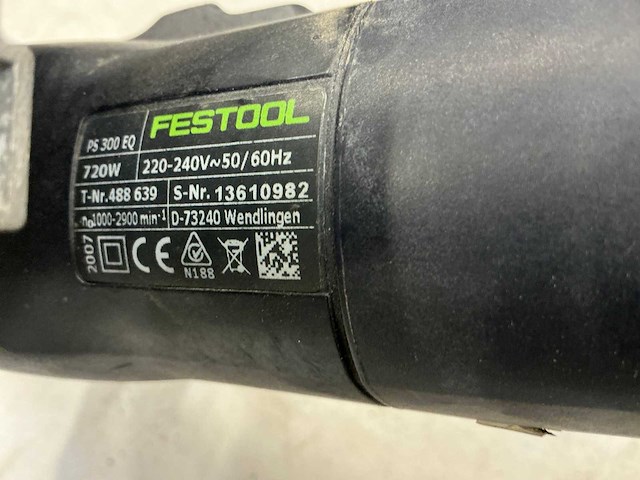 PS 300 EQ FESTOOL
720W 220-240V~50/60Hz
T-Nr.488 639 S-Nr. 13610982
n₀1000-2900 min⁻¹ D-73240 Wendlingen
2007 CE
N188